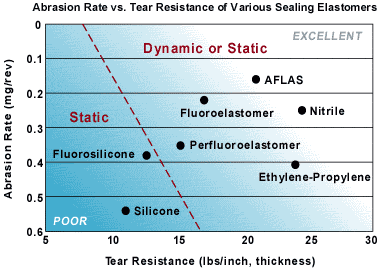 Abrasion Rate vs. Tear Resistance of Various Sealing Elastomers
Abrasion Rate (mg/rev)
0
0.1
0.2
0.3
0.4
0.5
0.6
EXCELLENT
Dynamic or Static
AFLAS
Fluoroelastomer
Nitrile
Static
Perfluoroelastomer
Fluorosilicone
Ethylene-Propylene
Silicone
POOR
5 10 15 20 25 30
Tear Resistance (lbs/inch, thickness)